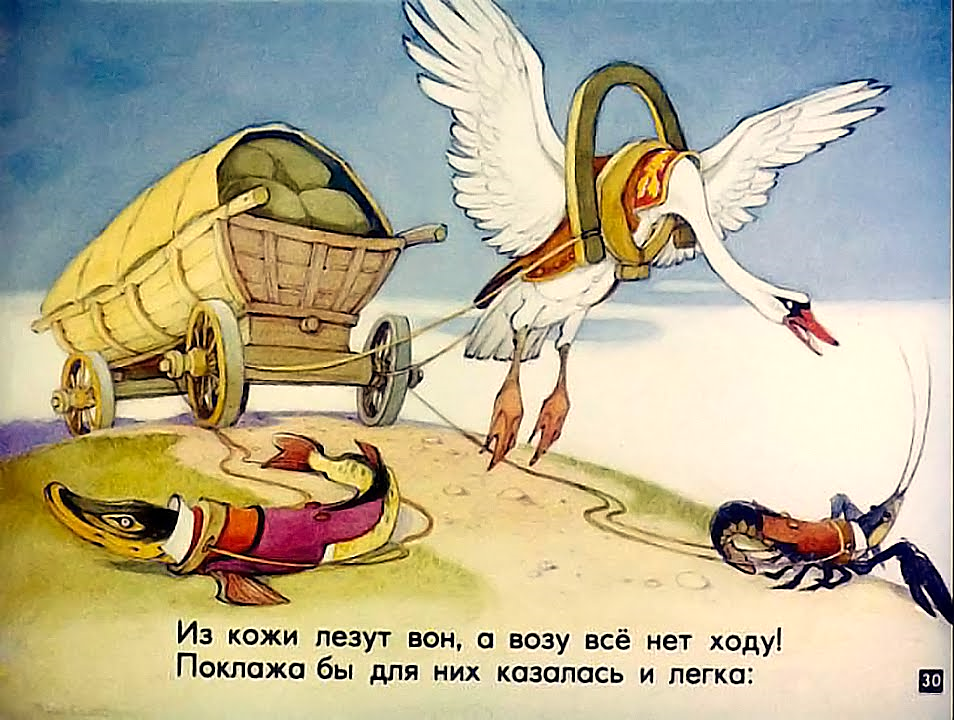 Из кожи лезут вон, а возу всё нет ходу!
Поклажа бы для них казалась и легка:
30